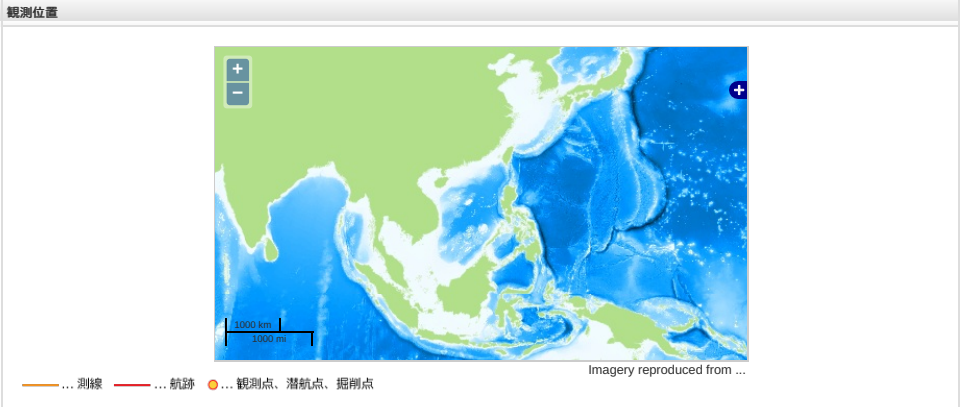 観測位置
+
−
+
1000 km
1000 mi
Imagery reproduced from ...
... 測線 ... 航跡 ... 観測点、潜航点、掘削点